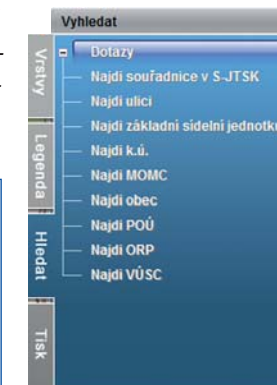 Vyhledat
Dotazy
Najdi souřadnice v S-JTSK
Najdi ulici
Najdi základní sídelní jednotku
Najdi k.ú.
Najdi MOMC
Najdi obec
Najdi POÚ
Najdi ORP
Najdi VÚSC
Vrstvy
Legenda
Hledat
Tisk